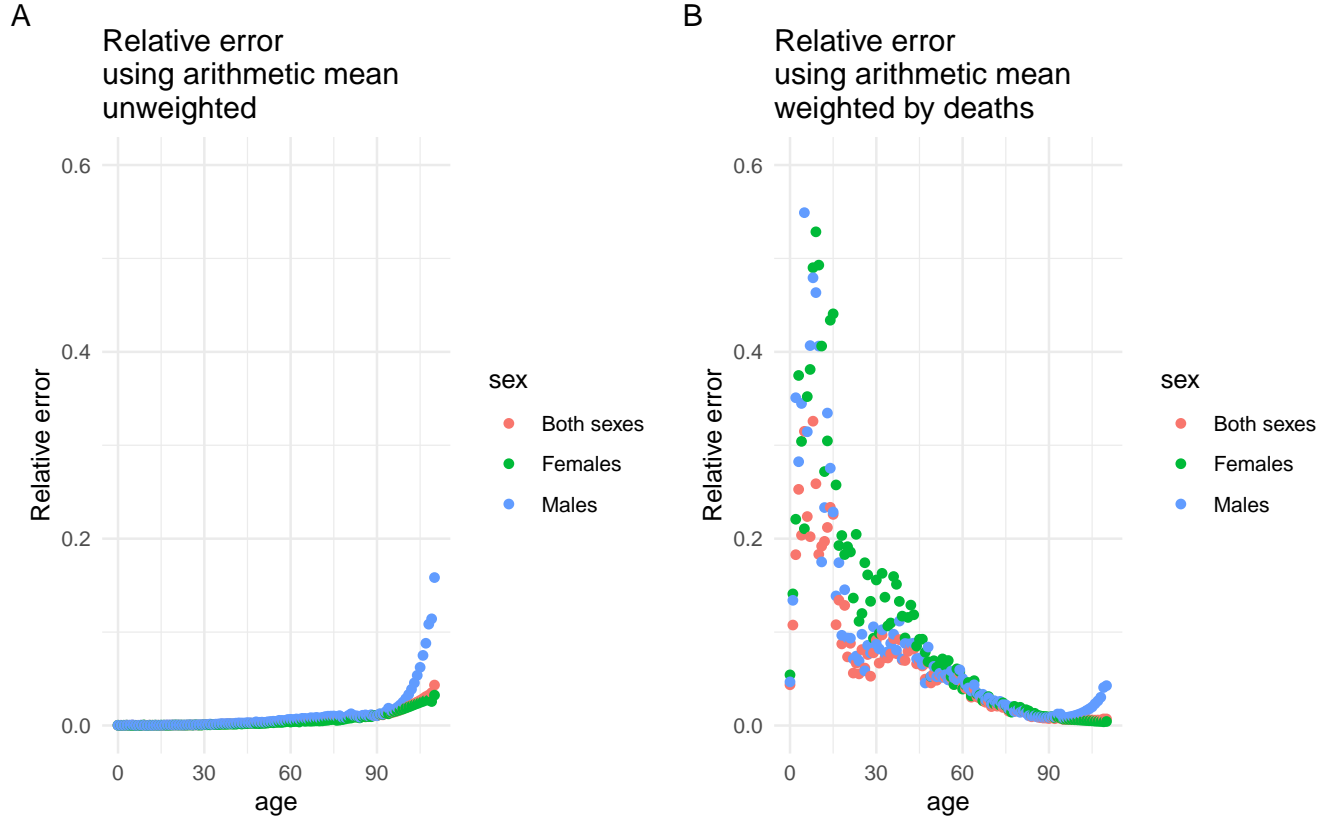 A
Relative error
using arithmetic mean
unweighted
0.6
0.4
0.2
0.0
Relative error
0 30 60 90
age
sex
Both sexes
Females
Males
B
Relative error
using arithmetic mean
weighted by deaths
0.6
0.4
0.2
0.0
Relative error
0 30 60 90
age
sex
Both sexes
Females
Males